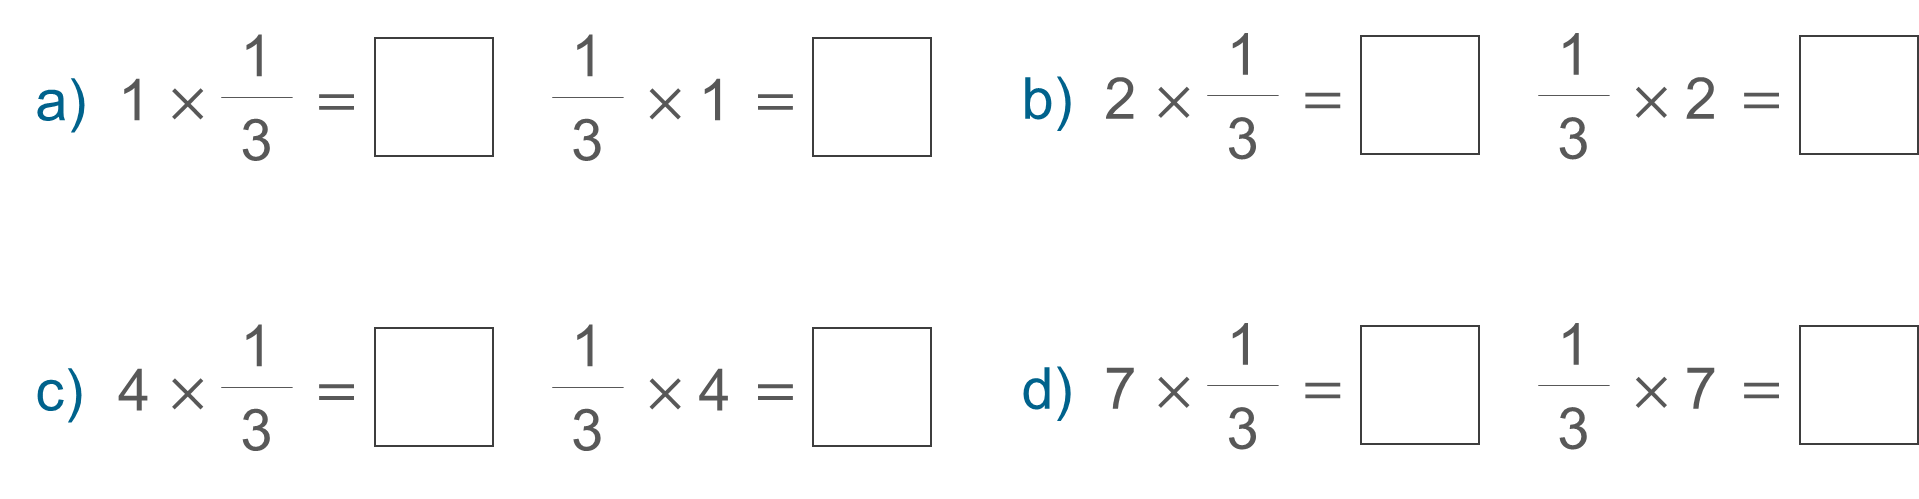 a) 1 × 1/3 = 1/3 × 1 = b) 2 × 1/3 = 1/3 × 2 =
c) 4 × 1/3 = 1/3 × 4 = d) 7 × 1/3 = 1/3 × 7 =